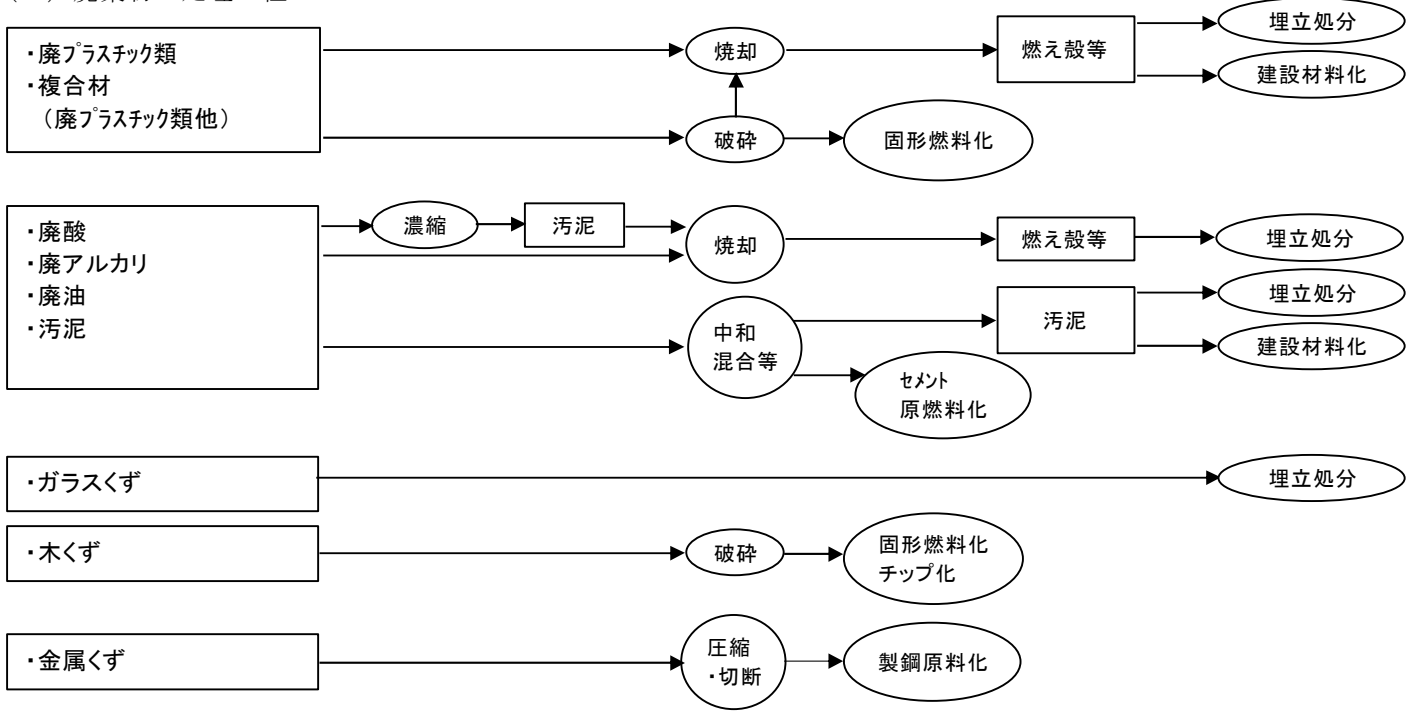 ・廃プラスチック類
・複合材
（廃プラスチック類他）
焼却
破砕
固形燃料化
燃え殻等
埋立処分
建設材料化
・廃酸
・廃アルカリ
・廃油
・汚泥
濃縮
汚泥
焼却
燃え殻等
埋立処分
中和
混合等
汚泥
埋立処分
建設材料化
セメント
原燃料化
・ガラスくず
埋立処分
・木くず
破砕
固形燃料化
チップ化
・金属くず
圧縮
・切断
製鋼原料化